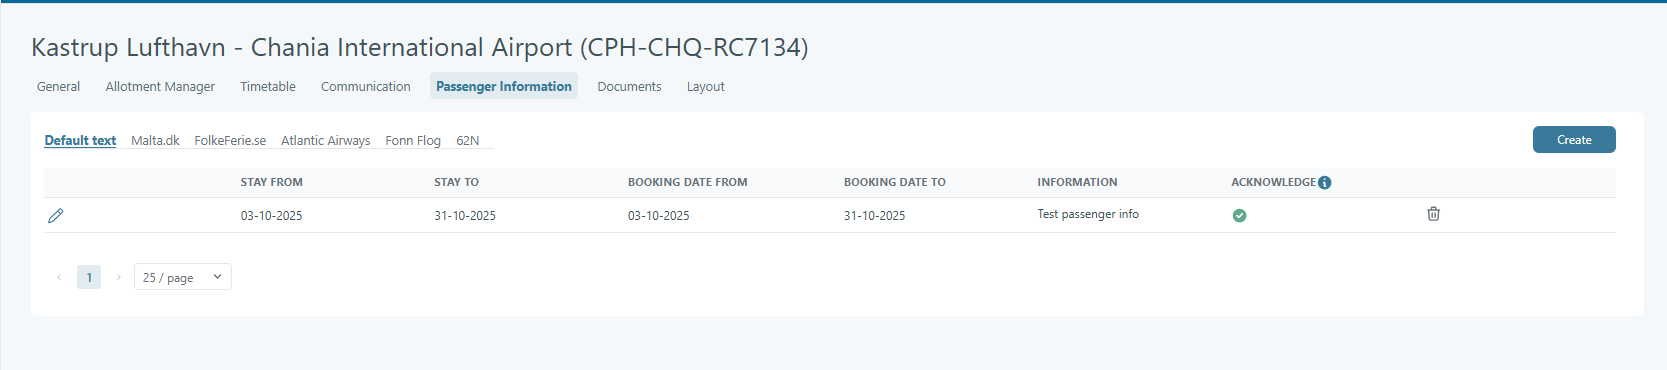 Kastrup Lufthavn - Chania International Airport (CPH-CHQ-RC7134)
General Allotment Manager Timetable Communication Passenger Information Documents Layout
Default text Malta.dk FolkeFerie.se Atlantic Airways Fonn Flog 62N Create
STAY FROM STAY TO BOOKING DATE FROM BOOKING DATE TO INFORMATION ACKNOWLEDGE
03-10-2025 31-10-2025 03-10-2025 31-10-2025 Test passenger info
1 25 / page